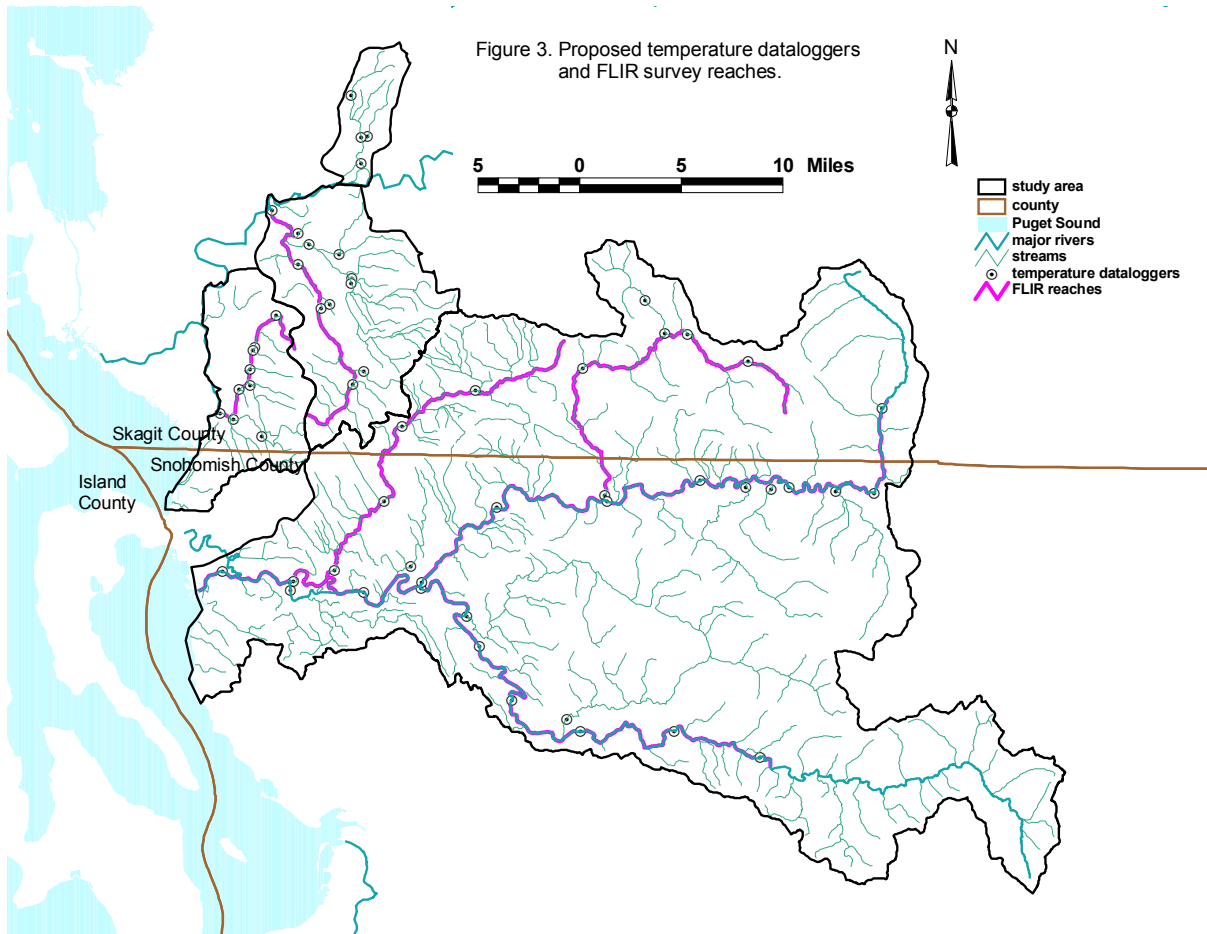 Figure 3. Proposed temperature dataloggers
and FLIR survey reaches.
N
5 0 5 10 Miles
study area
county
Puget Sound
major rivers
streams
temperature dataloggers
FLIR reaches
Skagit County
Snohomish County
Island
County